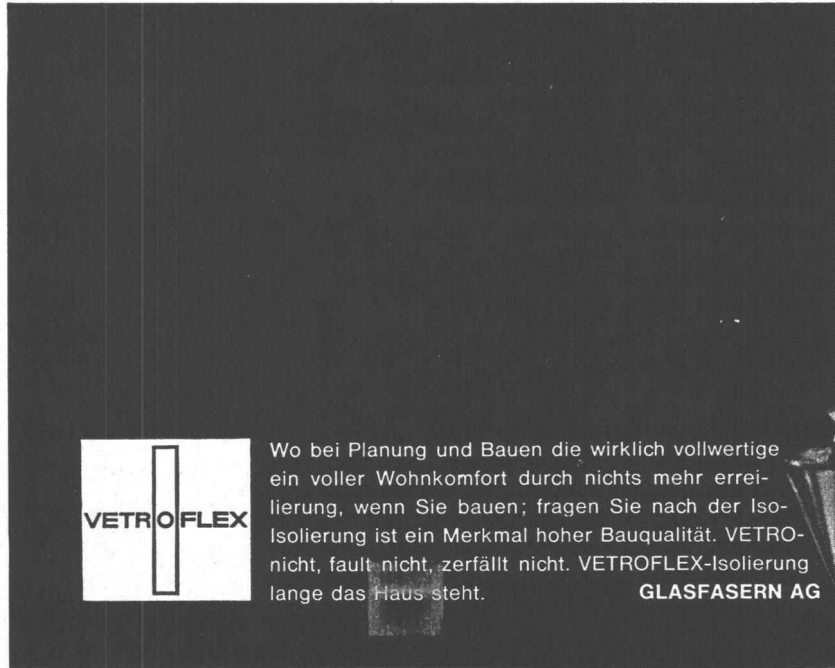 VETROFLEX
Wo bei Planung und Bauen die wirklich vollwertige
ein voller Wohnkomfort durch nichts mehr errei-
lierung, wenn Sie bauen; fragen Sie nach der Iso-
Isolierung ist ein Merkmal hoher Bauqualität. VETRO-
nicht, fault nicht, zerfällt nicht. VETROFLEX-Isolierung
lange das Haus steht.
GLASFASERN AG